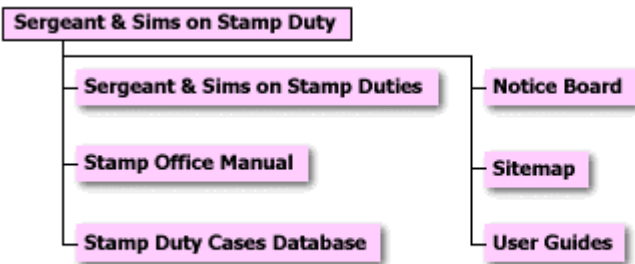 Sergeant & Sims on Stamp Duty
Sergeant & Sims on Stamp Duties
Stamp Office Manual
Stamp Duty Cases Database
Notice Board
Sitemap
User Guides